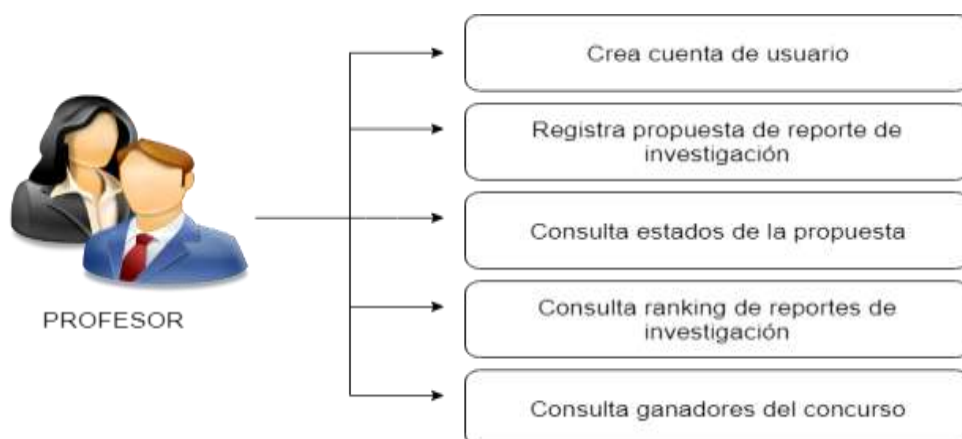 Crea cuenta de usuario
Registra propuesta de reporte de
investigación
Consulta estados de la propuesta
PROFESOR
Consulta ranking de reportes de
investigación
Consulta ganadores del concurso